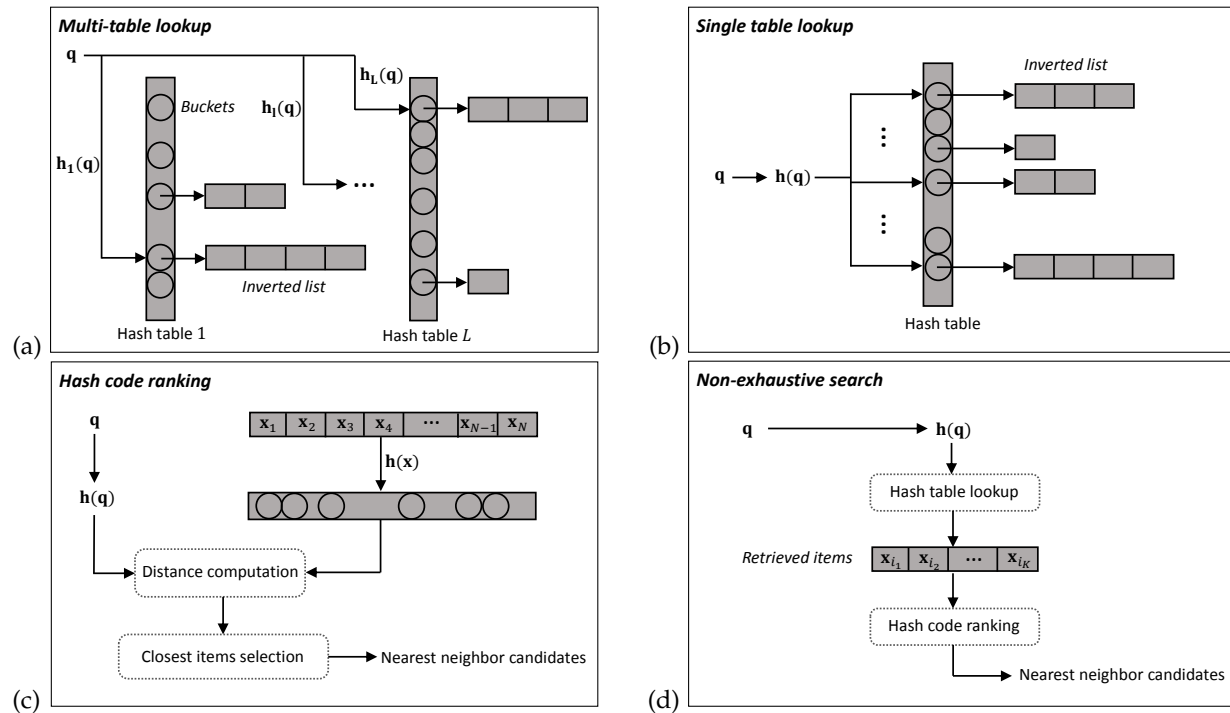 Multi-table lookup
q
h_L(q)
Buckets
h_l(q)
h_1(q)
...
Inverted list
Hash table 1
Hash table L
(a)
Single table lookup
Inverted list
⋮
q
h(q)
⋮
Hash table
(b)
Hash code ranking
q
x_1 x_2 x_3 x_4 ... x_{N−1} x_N
h(x)
h(q)
Distance computation
Closest items selection
Nearest neighbor candidates
(c)
Non-exhaustive search
q
h(q)
Hash table lookup
Retrieved items
x_{i_1} x_{i_2} ... x_{i_K}
Hash code ranking
Nearest neighbor candidates
(d)